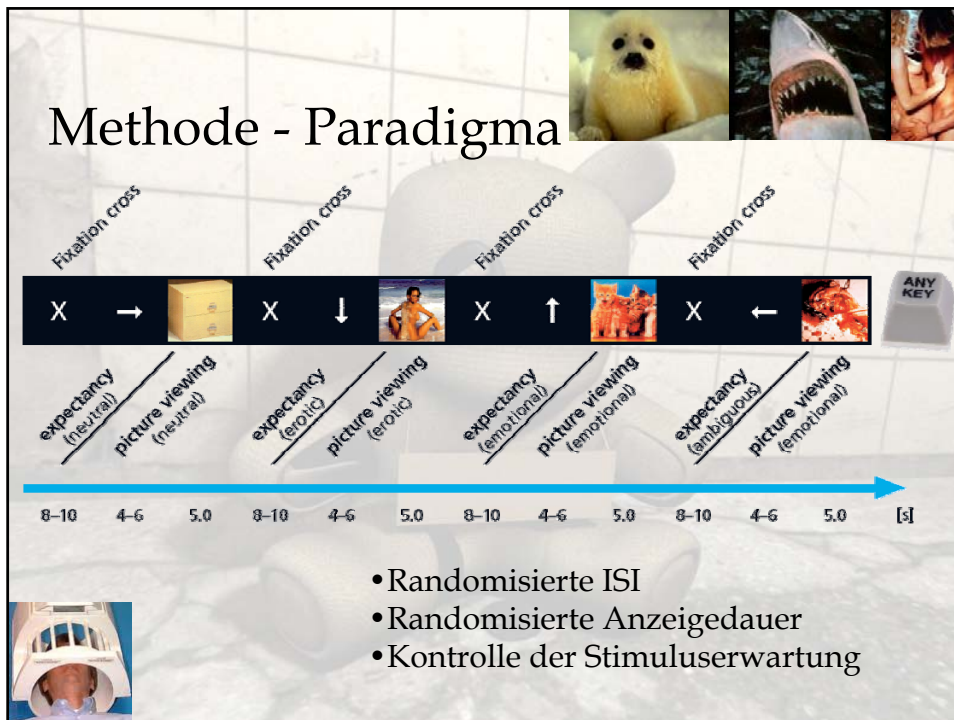 Methode - Paradigma
Fixation cross
Fixation cross
Fixation cross
Fixation cross
X → X ↓ X ↑ X ←
ANY
KEY
expectancy
(neutral)
picture viewing
(neutral)
expectancy
(erotic)
picture viewing
(erotic)
expectancy
(emotional)
picture viewing
(emotional)
expectancy
(ambiguous)
picture viewing
(emotional)
8–10 4–6 5.0 8–10 4–6 5.0 8–10 4–6 5.0 8–10 4–6 5.0 [s]
•Randomisierte ISI
•Randomisierte Anzeigedauer
•Kontrolle der Stimuluserwartung